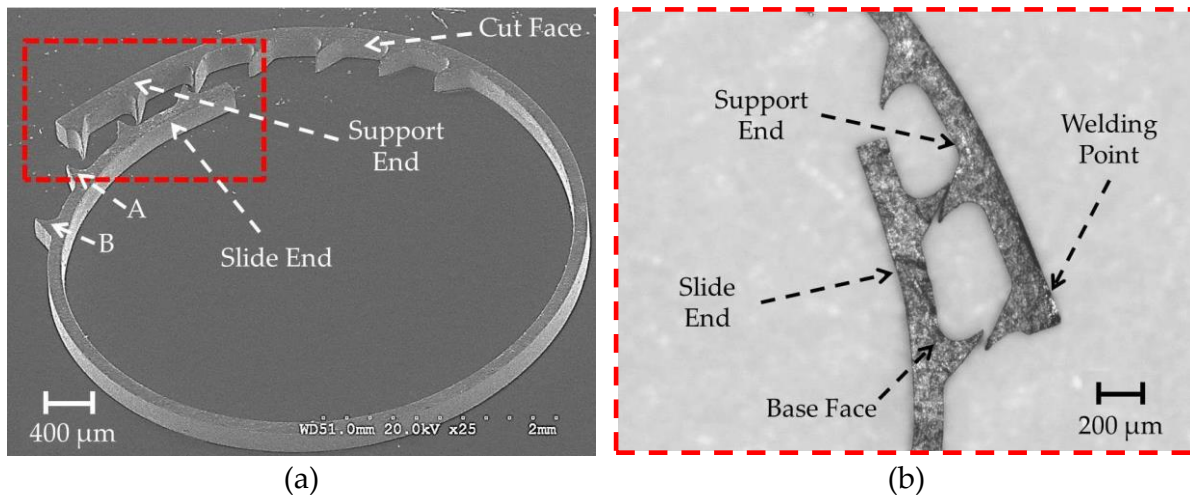 Cut Face
Support
End
A
B
Slide End
400 μm
WD51.0mm 20.0kV x25 2mm
(a)
Support
End
Welding
Point
Slide
End
Base Face
200 μm
(b)